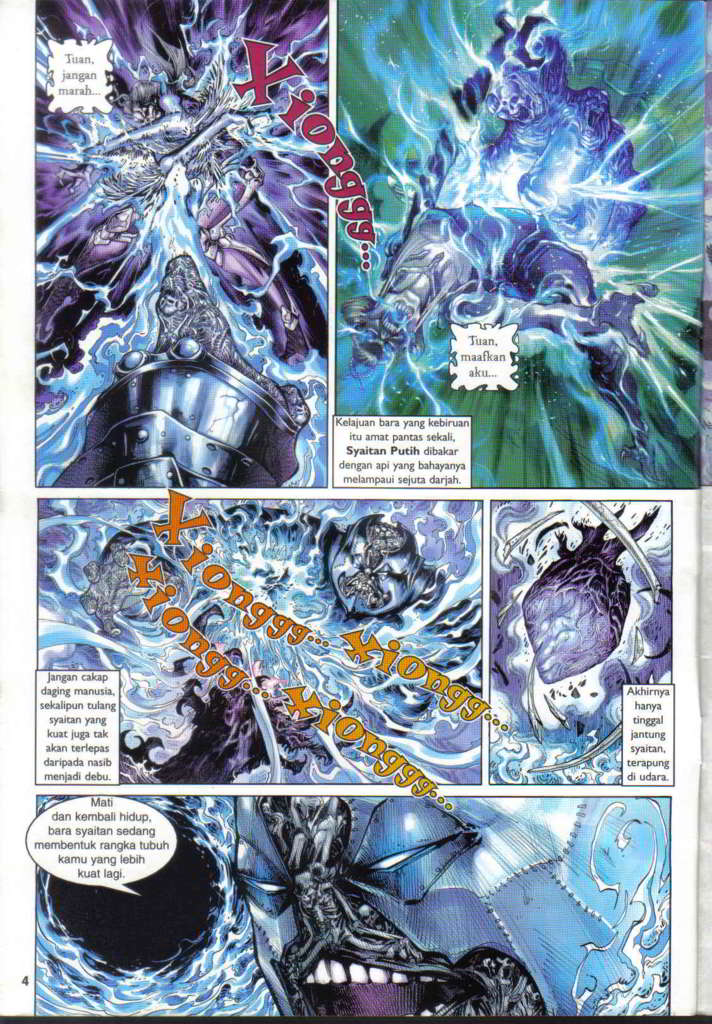 Tuan,
jangan
marah...
Xionggg...
Tuan,
maafkan
aku...
Kelajuan bara yang kebiruan
itu amat pantas sekali,
Syaitan Putih dibakar
dengan api yang bahayanya
melampaui sejuta darjah.
Xionggg...
xiongg...
xiongg...
xionggg...
Jangan cakap
daging manusia,
sekalipun tulang
syaitan yang
kuat juga tak
akan terlepas
daripada nasib
menjadi debu.
Akhirnya
hanya
tinggal
jantung
syaitan,
terapung
di udara.
Mati
dan kembali hidup,
bara syaitan sedang
membentuk rangka tubuh
kamu yang lebih
kuat lagi.
4